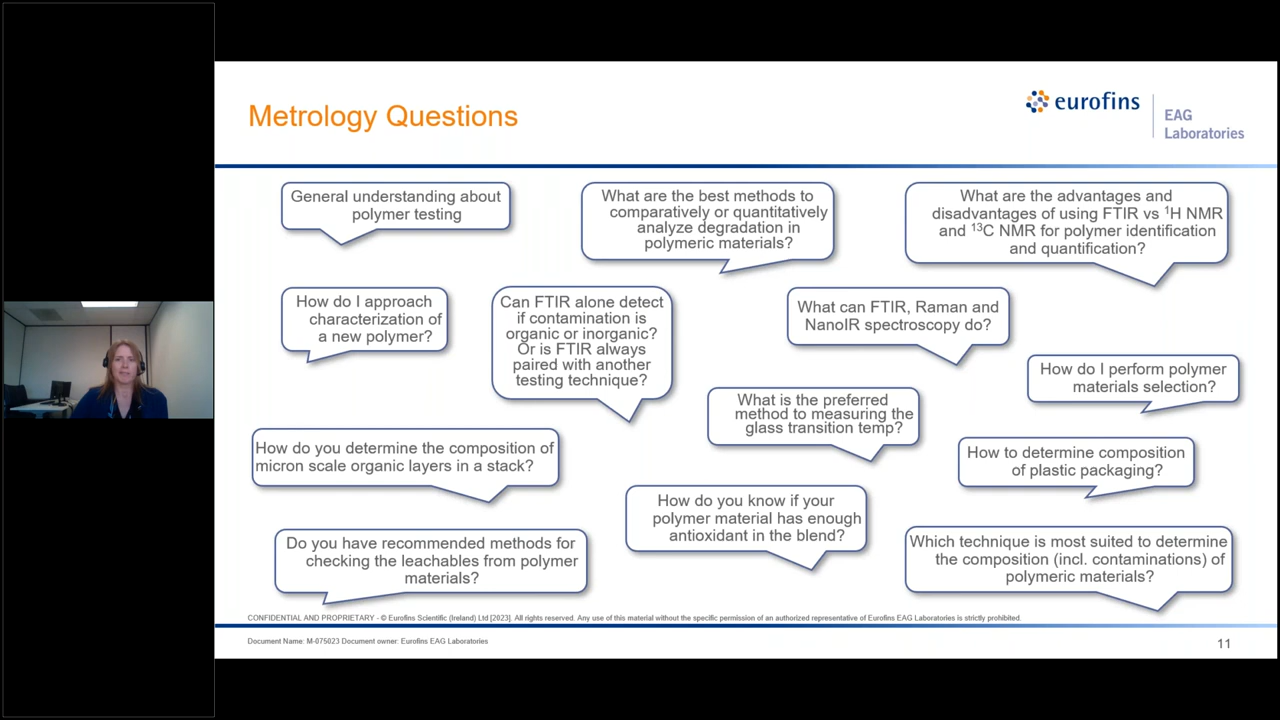 Metrology Questions
eurofins
EAG
Laboratories
General understanding about
polymer testing
What are the best methods to
comparatively or quantitatively
analyze degradation in
polymeric materials?
What are the advantages and
disadvantages of using FTIR vs ¹H NMR
and ¹³C NMR for polymer identification
and quantification?
How do I approach
characterization of
a new polymer?
Can FTIR alone detect
if contamination is
organic or inorganic?
Or is FTIR always
paired with another
testing technique?
What can FTIR, Raman and
NanoIR spectroscopy do?
How do I perform polymer
materials selection?
What is the preferred
method to measuring the
glass transition temp?
How do you determine the composition of
micron scale organic layers in a stack?
How to determine composition
of plastic packaging?
How do you know if your
polymer material has enough
antioxidant in the blend?
Do you have recommended methods for
checking the leachables from polymer
materials?
Which technique is most suited to determine
the composition (incl. contaminations) of
polymeric materials?
CONFIDENTIAL AND PROPRIETARY - © Eurofins Scientific (Ireland) Ltd [2023]. All rights reserved. Any use of this material without the specific permission of an authorized representative of Eurofins EAG Laboratories is strictly prohibited.
Document Name: M-075023 Document owner: Eurofins EAG Laboratories
11